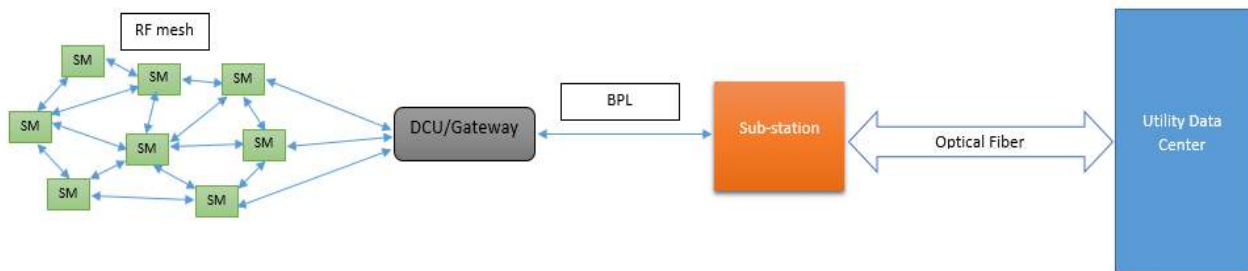 RF mesh
SM
SM
SM
SM
SM
SM
SM
SM
DCU/Gateway
BPL
Sub-station
Optical Fiber
Utility Data
Center